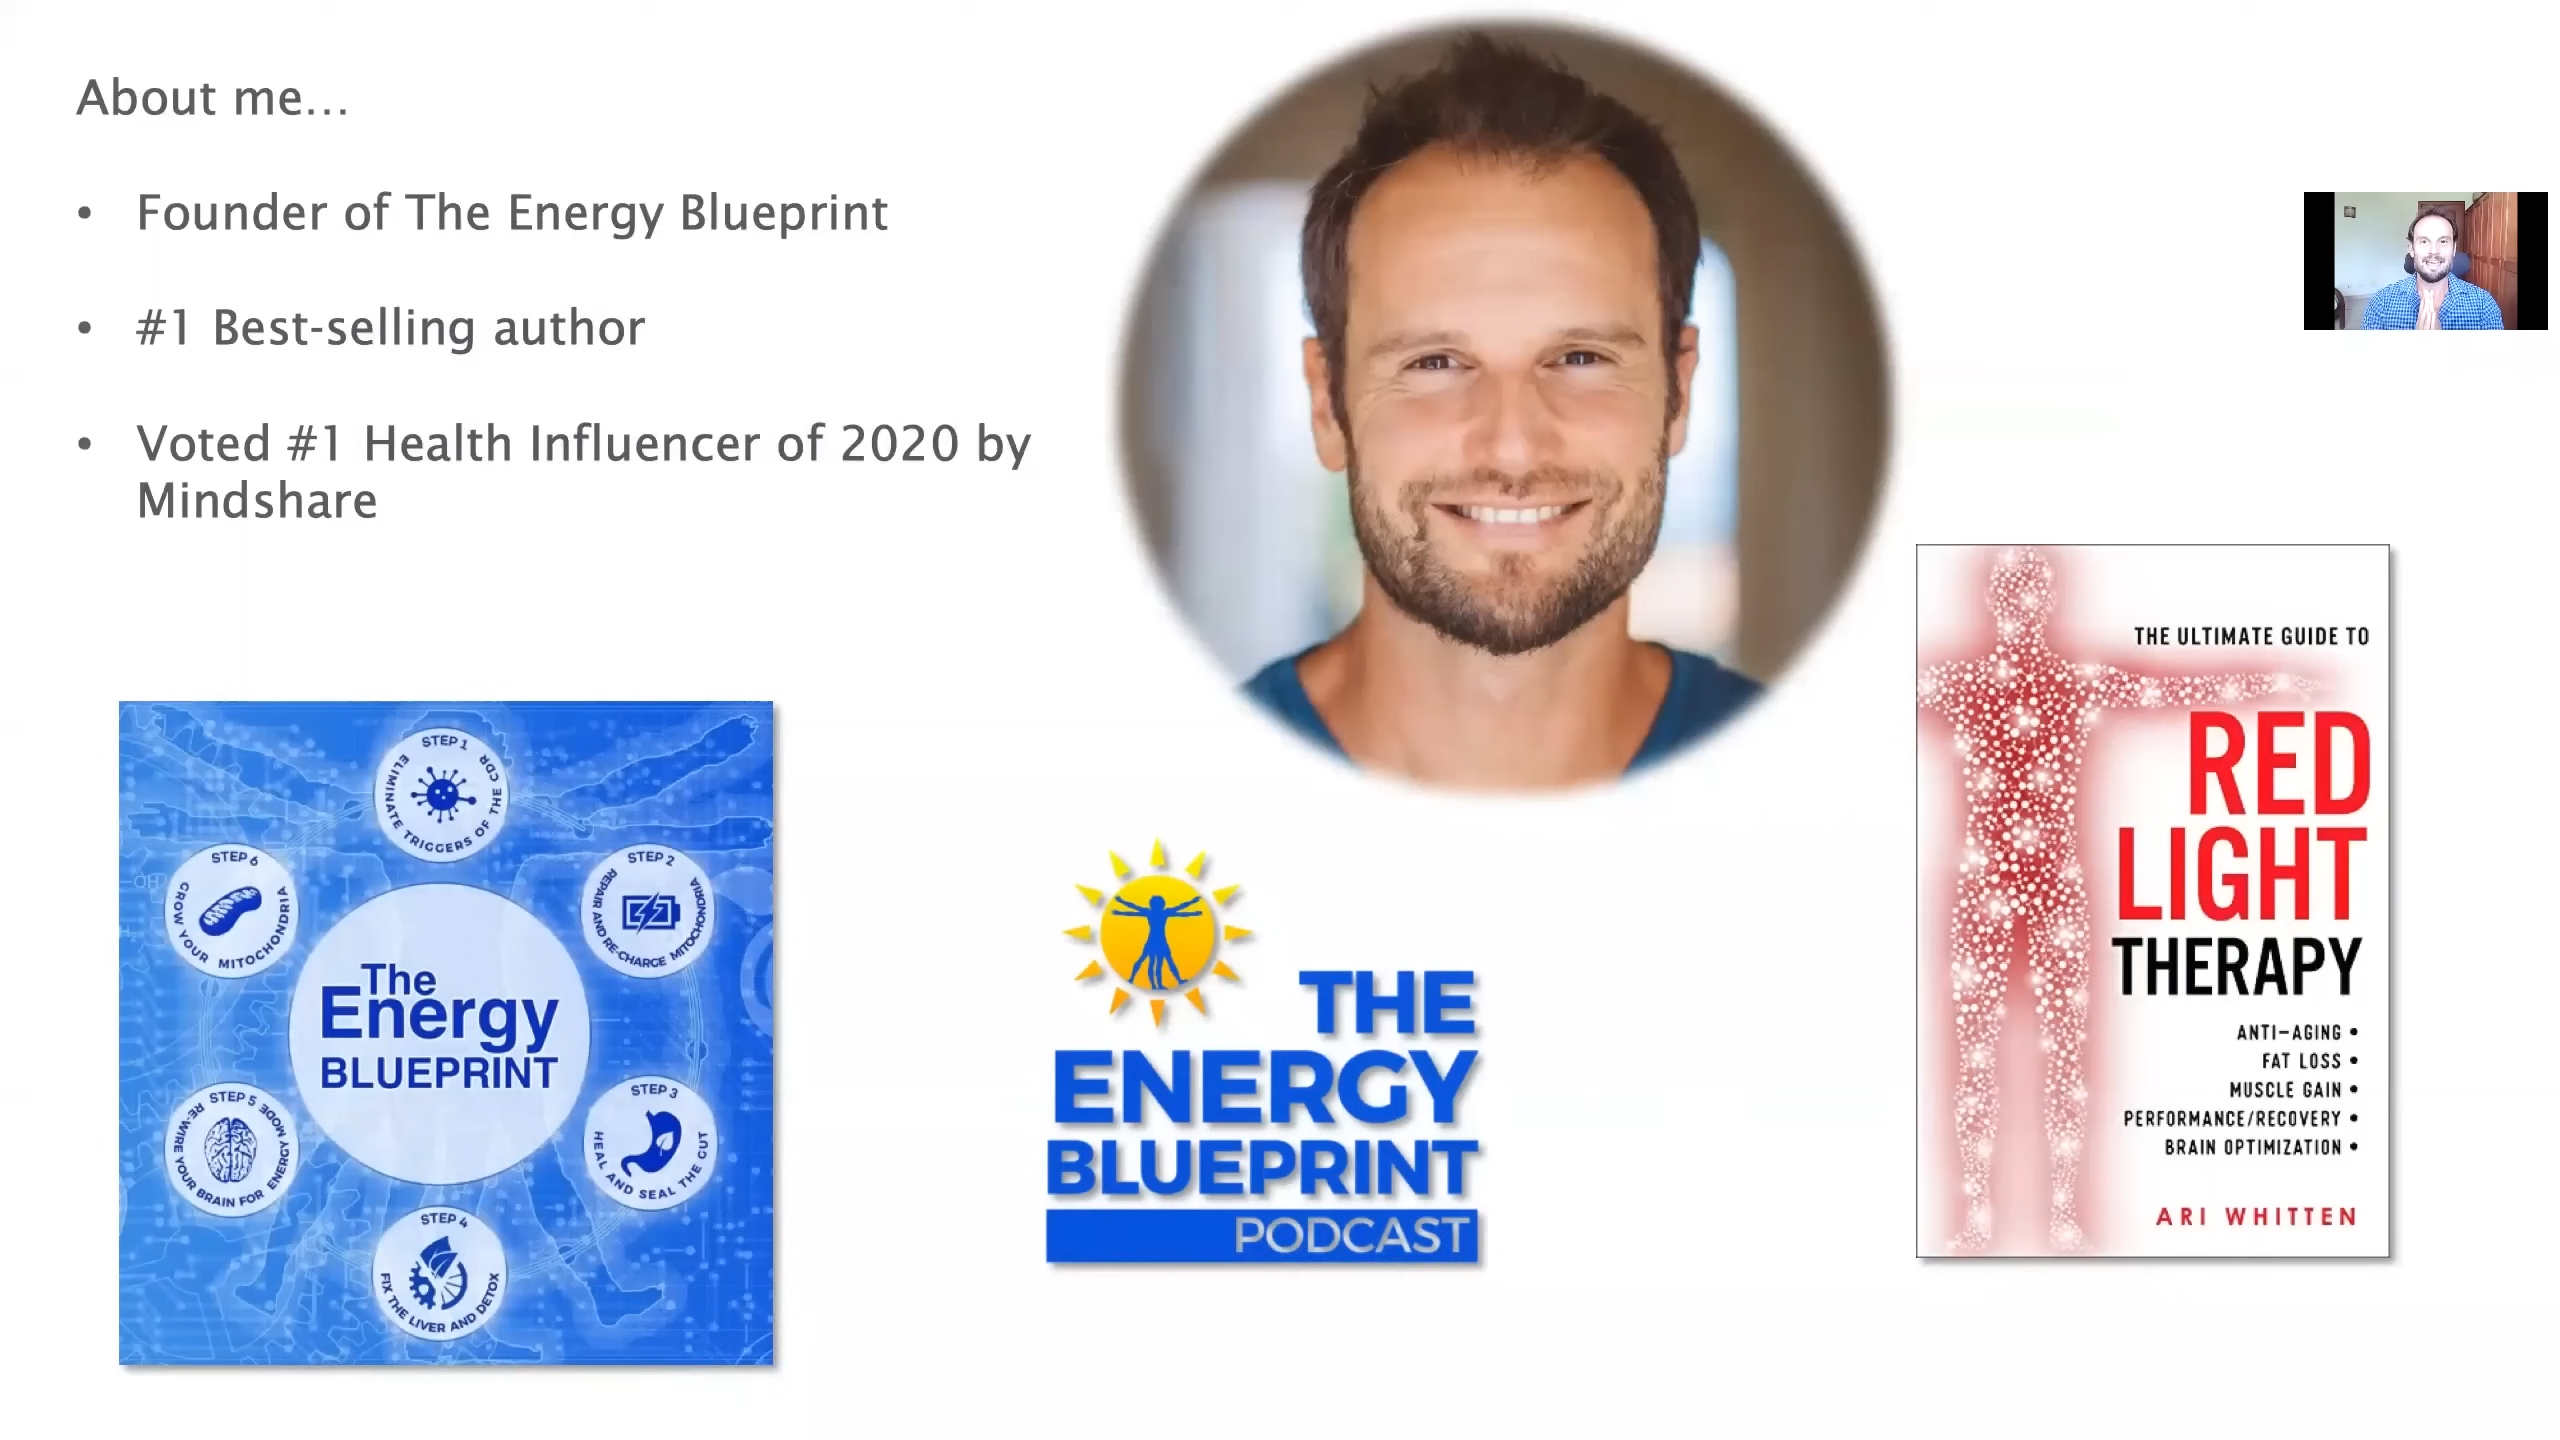 About me...
• Founder of The Energy Blueprint
• #1 Best-selling author
• Voted #1 Health Influencer of 2020 by
Mindshare
STEP 1
ELIMINATE TRIGGERS OF THE CDR
STEP 2
REPAIR AND RE-CHARGE MITOCHONDRIA
STEP 3
HEAL AND SEAL THE GUT
STEP 4
FIX THE LIVER AND DETOX
STEP 5
RE-WIRE YOUR BRAIN FOR ENERGY MODE
STEP 6
GROW YOUR MITOCHONDRIA
The
Energy
BLUEPRINT
THE
ENERGY
BLUEPRINT
PODCAST
THE ULTIMATE GUIDE TO
RED
LIGHT
THERAPY
ANTI-AGING •
FAT LOSS •
MUSCLE GAIN •
PERFORMANCE/RECOVERY •
BRAIN OPTIMIZATION •
ARI WHITTEN